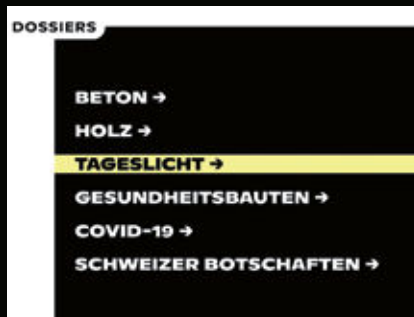 DOSSIERS
BETON →
HOLZ →
TAGESLICHT →
GESUNDHEITSBAUTEN →
COVID-19 →
SCHWEIZER BOTSCHAFTEN →